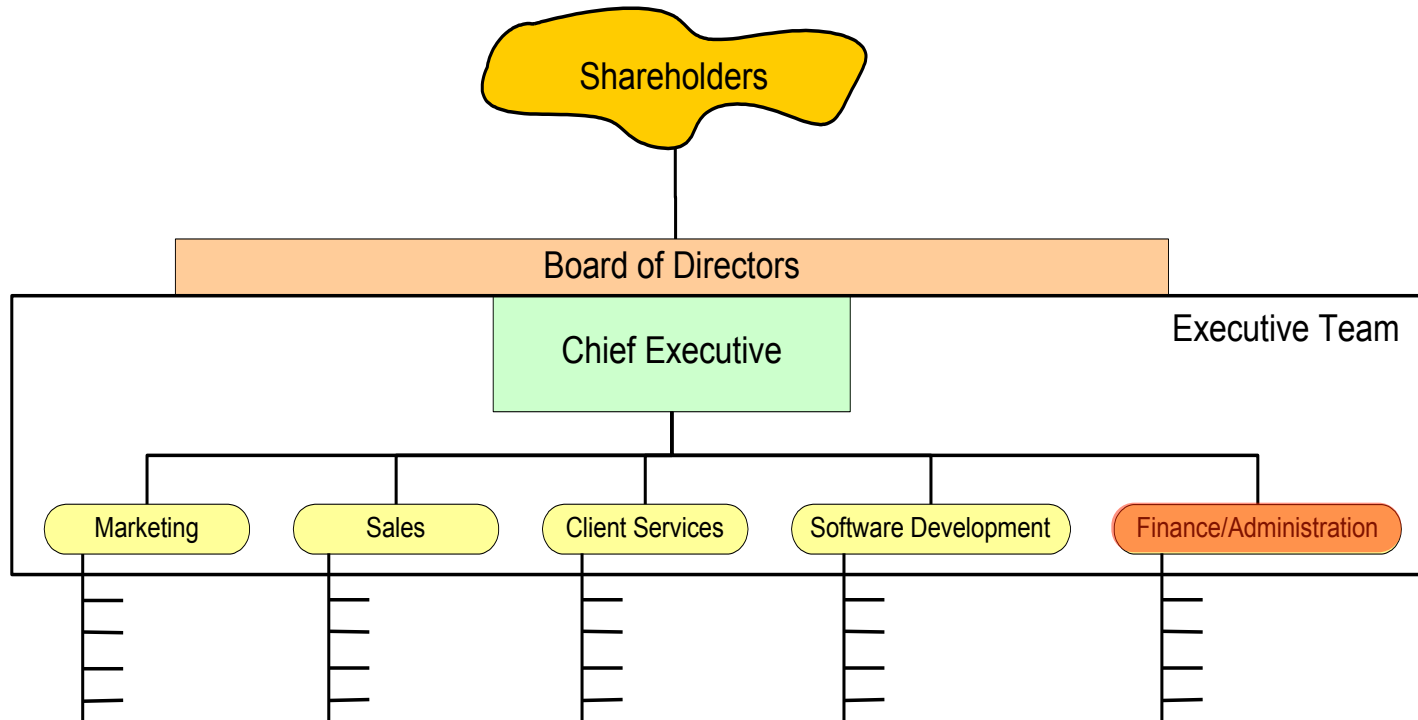 Shareholders
Board of Directors
Executive Team
Chief Executive
Marketing
Sales
Client Services
Software Development
Finance/Administration